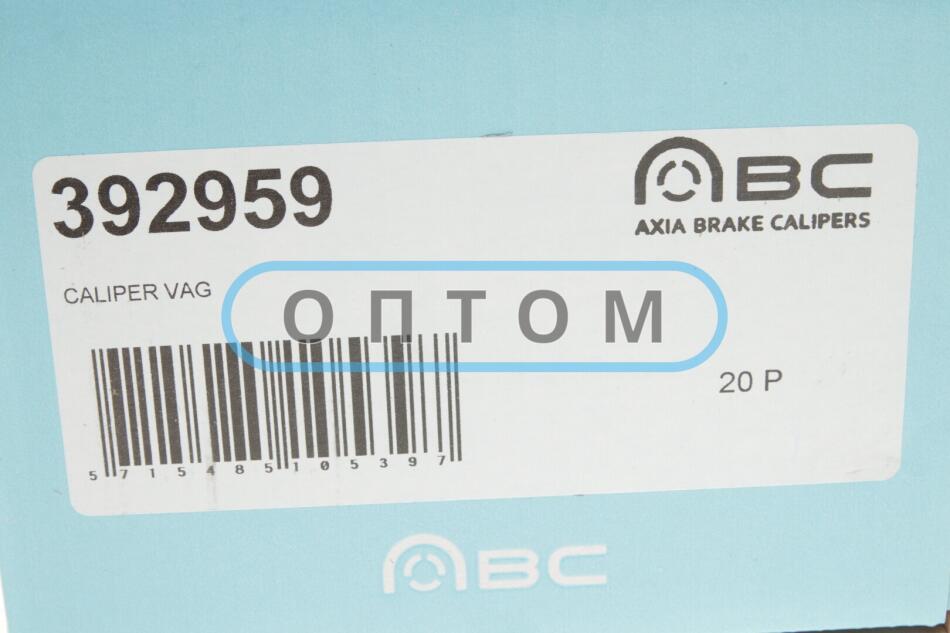 392959
ABC
AXIA BRAKE CALIPERS
CALIPER VAG
ОПТОМ
20 P
5715485105397
ABC